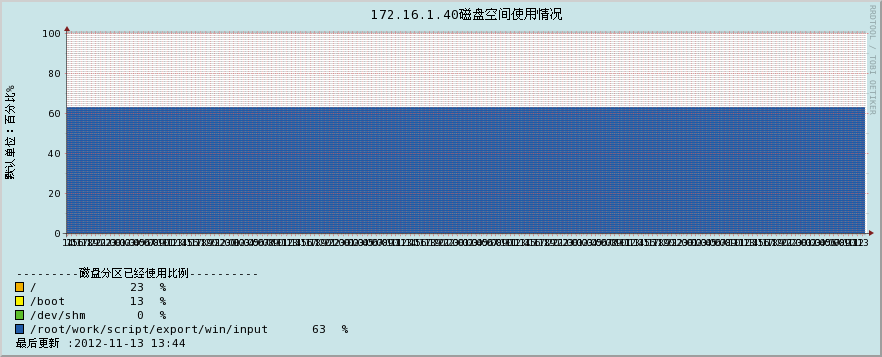 172.16.1.40磁盘空间使用情况
RRDTOOL / TOBI OETIKER
默认单位：百分比%
100
80
60
40
20
0
---------磁盘分区已经使用比例----------
/ 23 %
/boot 13 %
/dev/shm 0 %
/root/work/script/export/win/input 63 %
最后更新 :2012-11-13 13:44